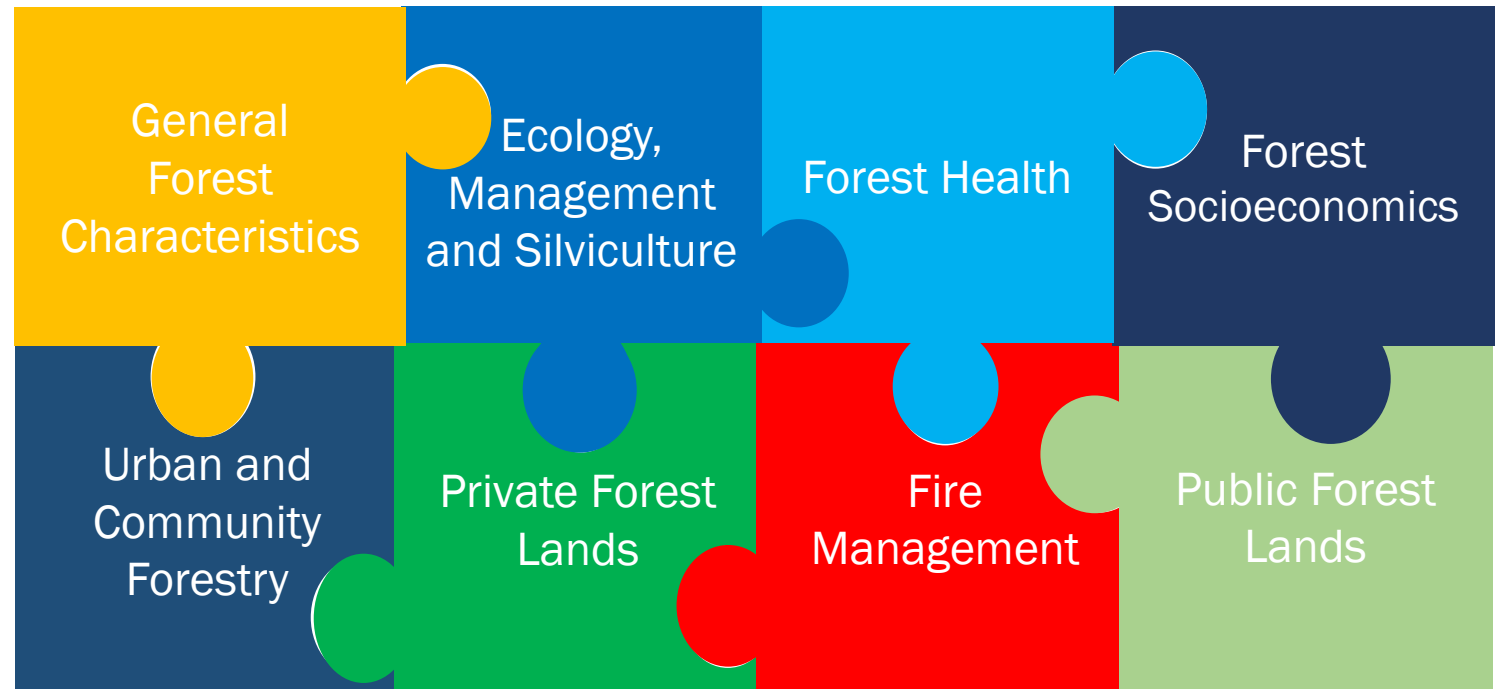 General
Forest
Characteristics
Ecology,
Management
and Silviculture
Forest Health
Forest
Socioeconomics
Urban and
Community
Forestry
Private Forest
Lands
Fire
Management
Public Forest
Lands